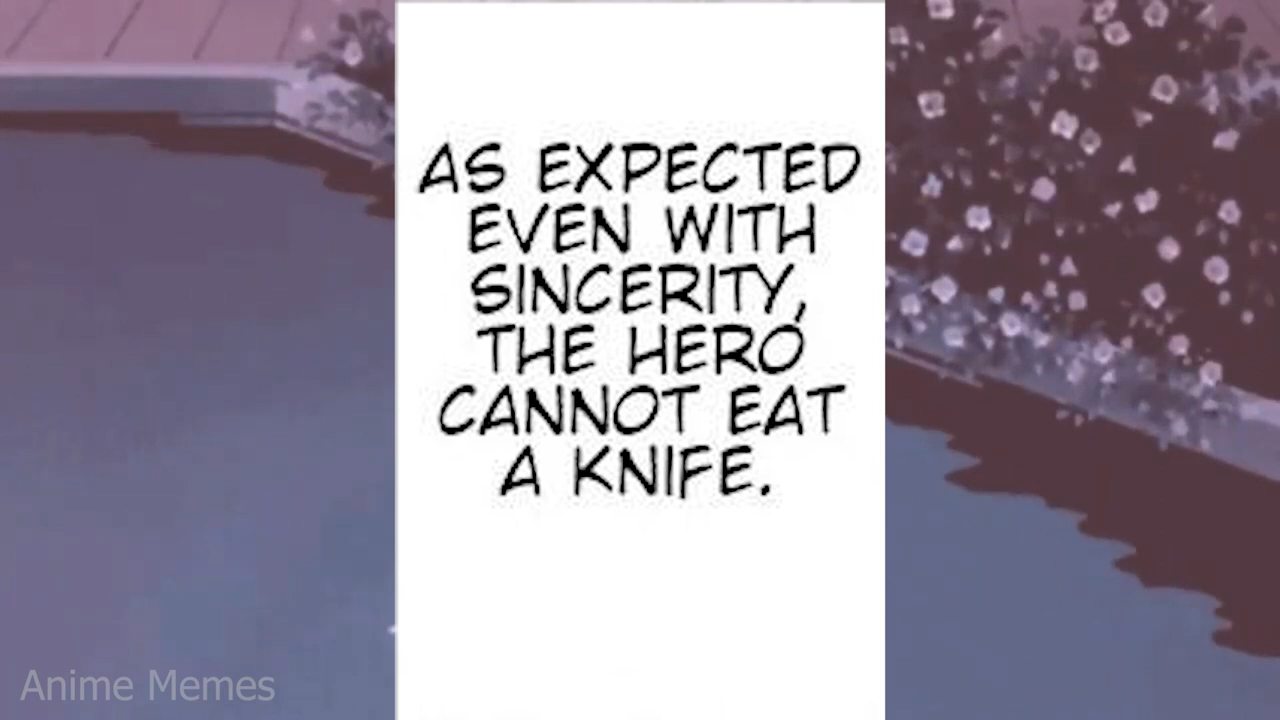 AS EXPECTED
EVEN WITH
SINCERITY,
THE HERO
CANNOT EAT
A KNIFE.
Anime Memes